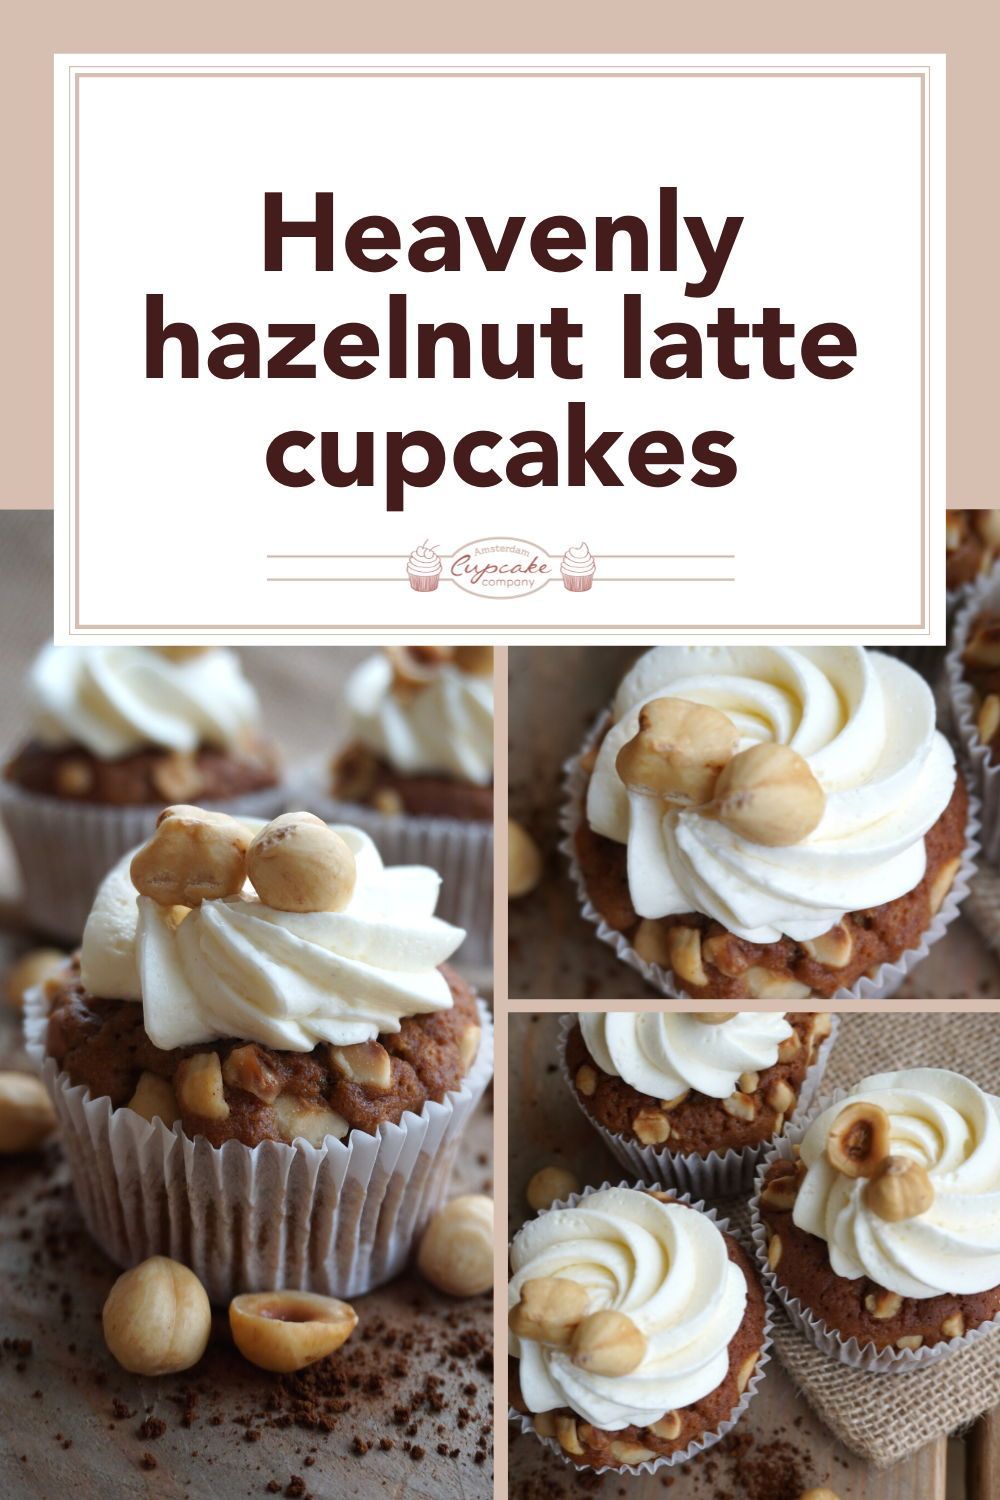 Heavenly
hazelnut latte
cupcakes
Amsterdam
Cupcake
company